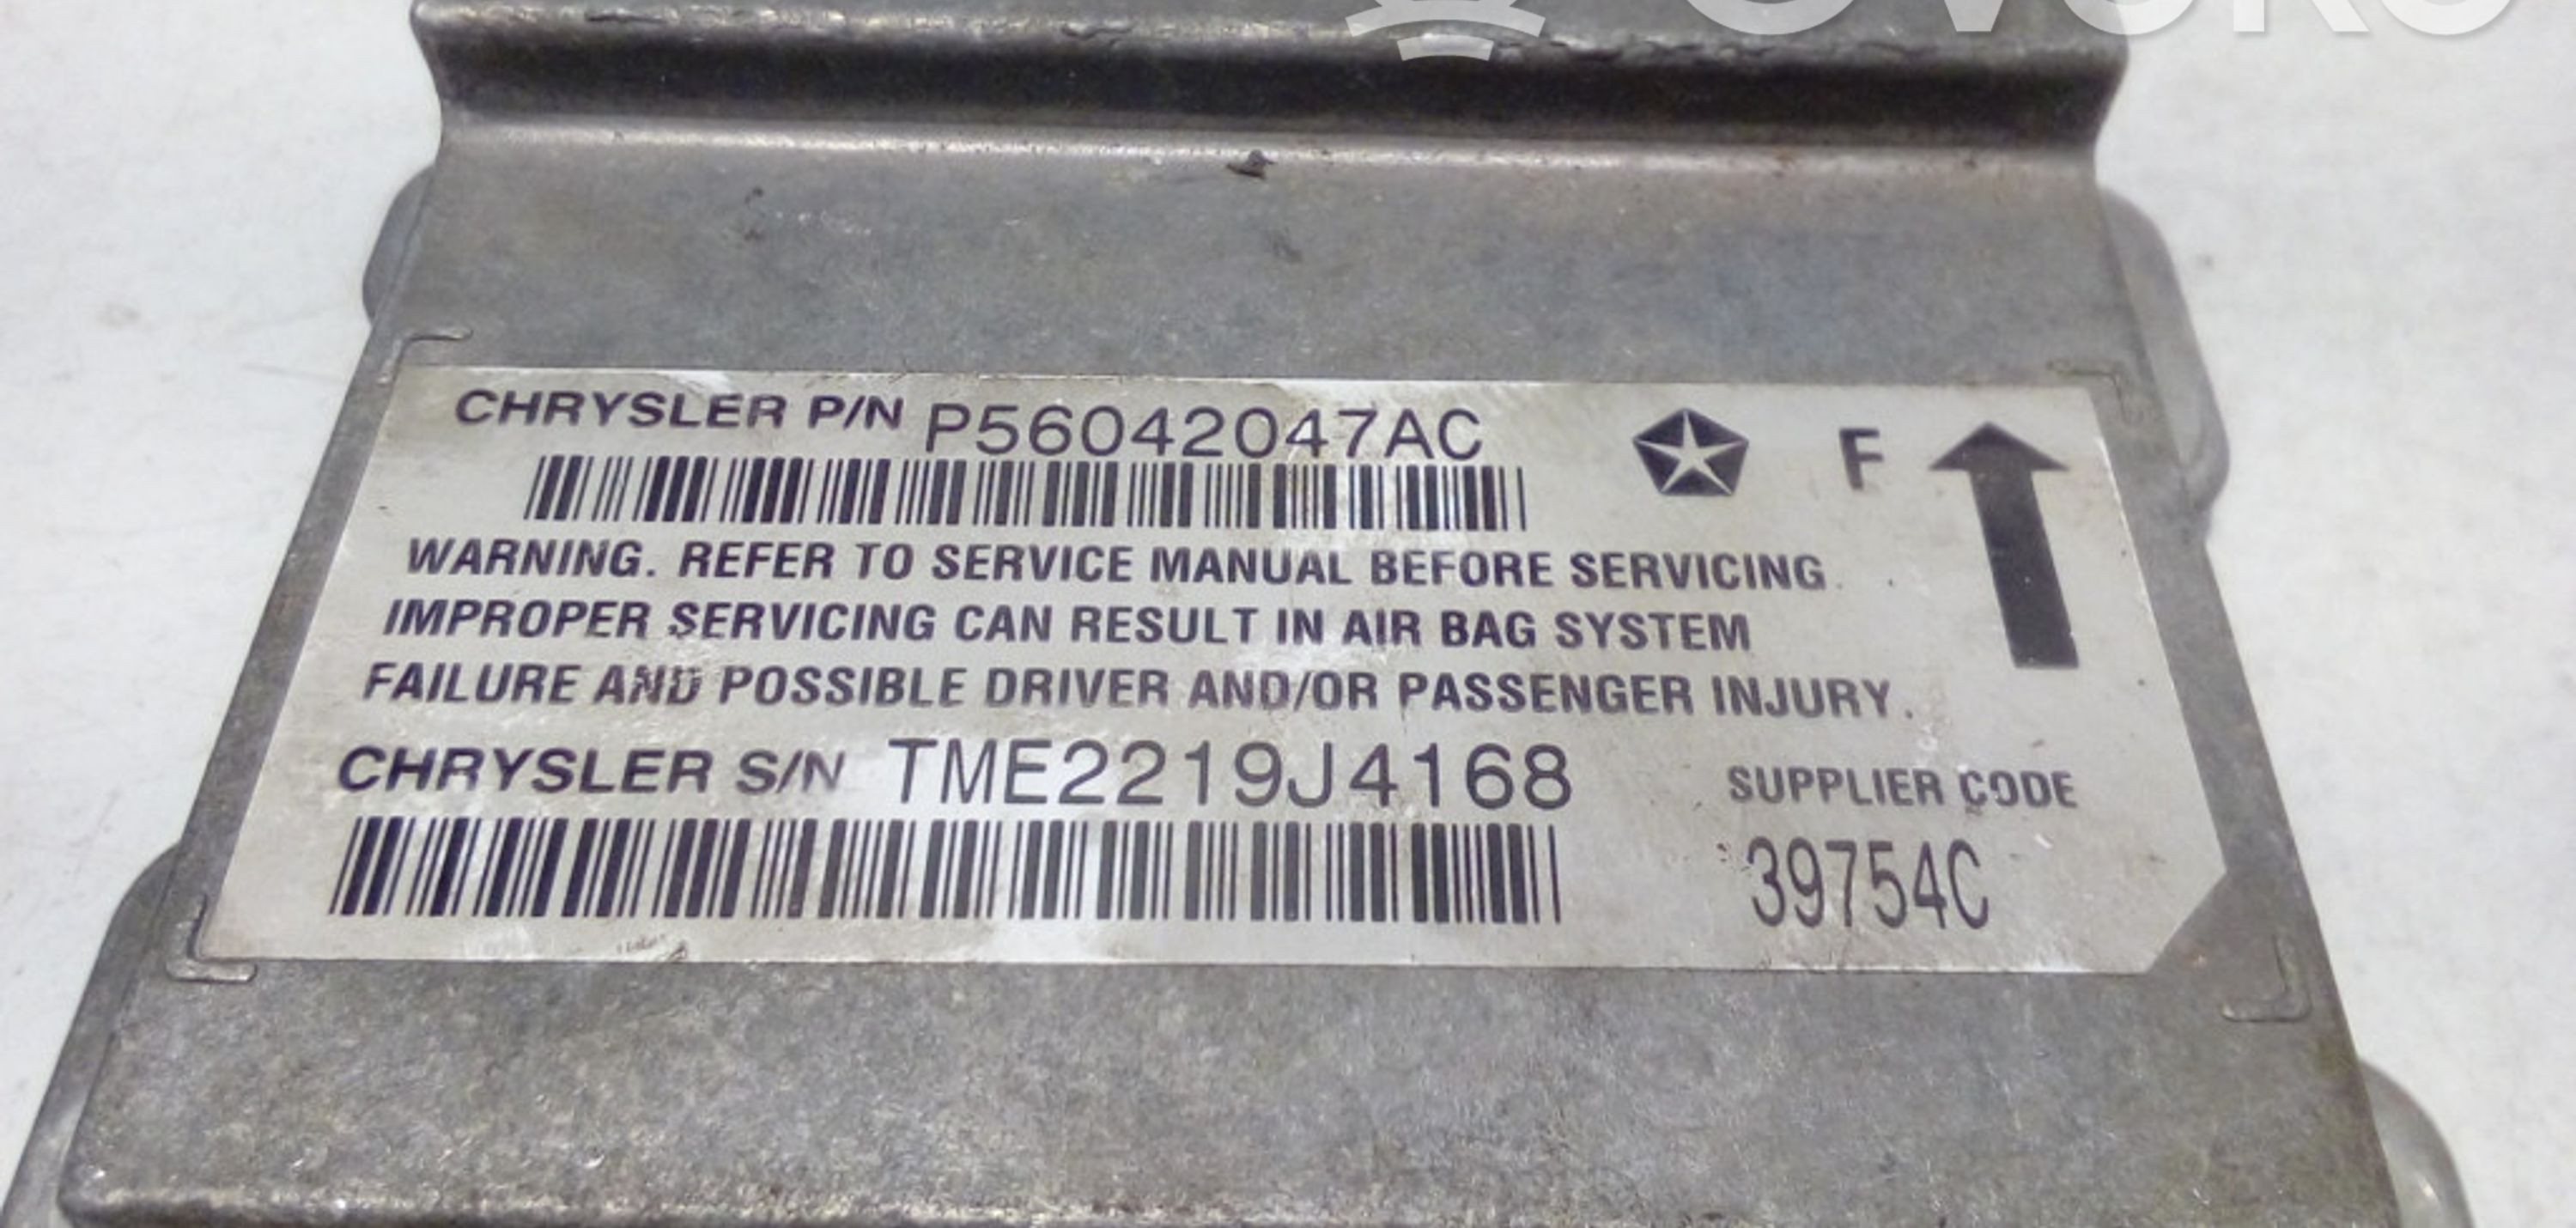 CHRYSLER P/N P56042047AC
F
WARNING. REFER TO SERVICE MANUAL BEFORE SERVICING.
IMPROPER SERVICING CAN RESULT IN AIR BAG SYSTEM
FAILURE AND POSSIBLE DRIVER AND/OR PASSENGER INJURY.
CHRYSLER S/N TME2219J4168
SUPPLIER CODE
39754C